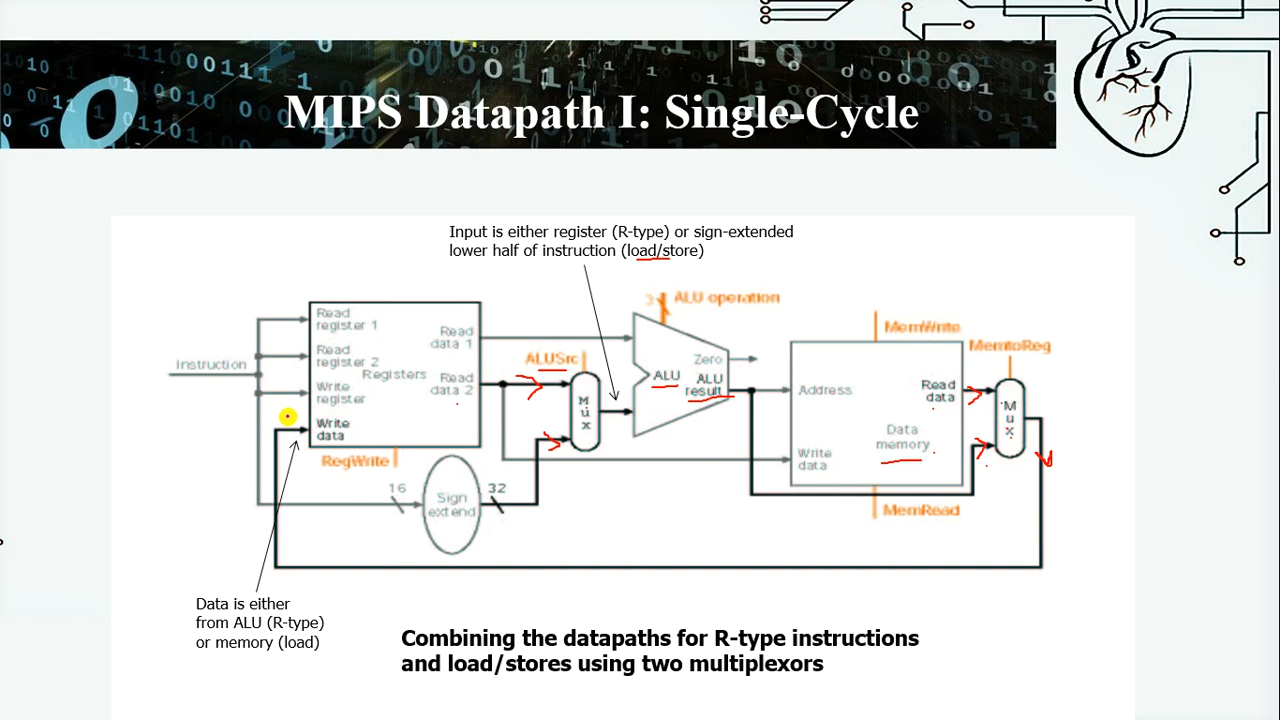 MIPS Datapath I: Single-Cycle
Input is either register (R-type) or sign-extended
lower half of instruction (load/store)
3
ALU operation
MemWrite
MemtoReg
Instruction
Read
register 1
Read
register 2
Write
register
Write
data
Registers
Read
data 1
Read
data 2
RegWrite
ALUSrc
M
u
x
Zero
ALU
ALU
result
Address
Write
data
Read
data
Data
memory
M
u
x
MemRead
16
Sign
extend
32
Data is either
from ALU (R-type)
or memory (load)
Combining the datapaths for R-type instructions
and load/stores using two multiplexors